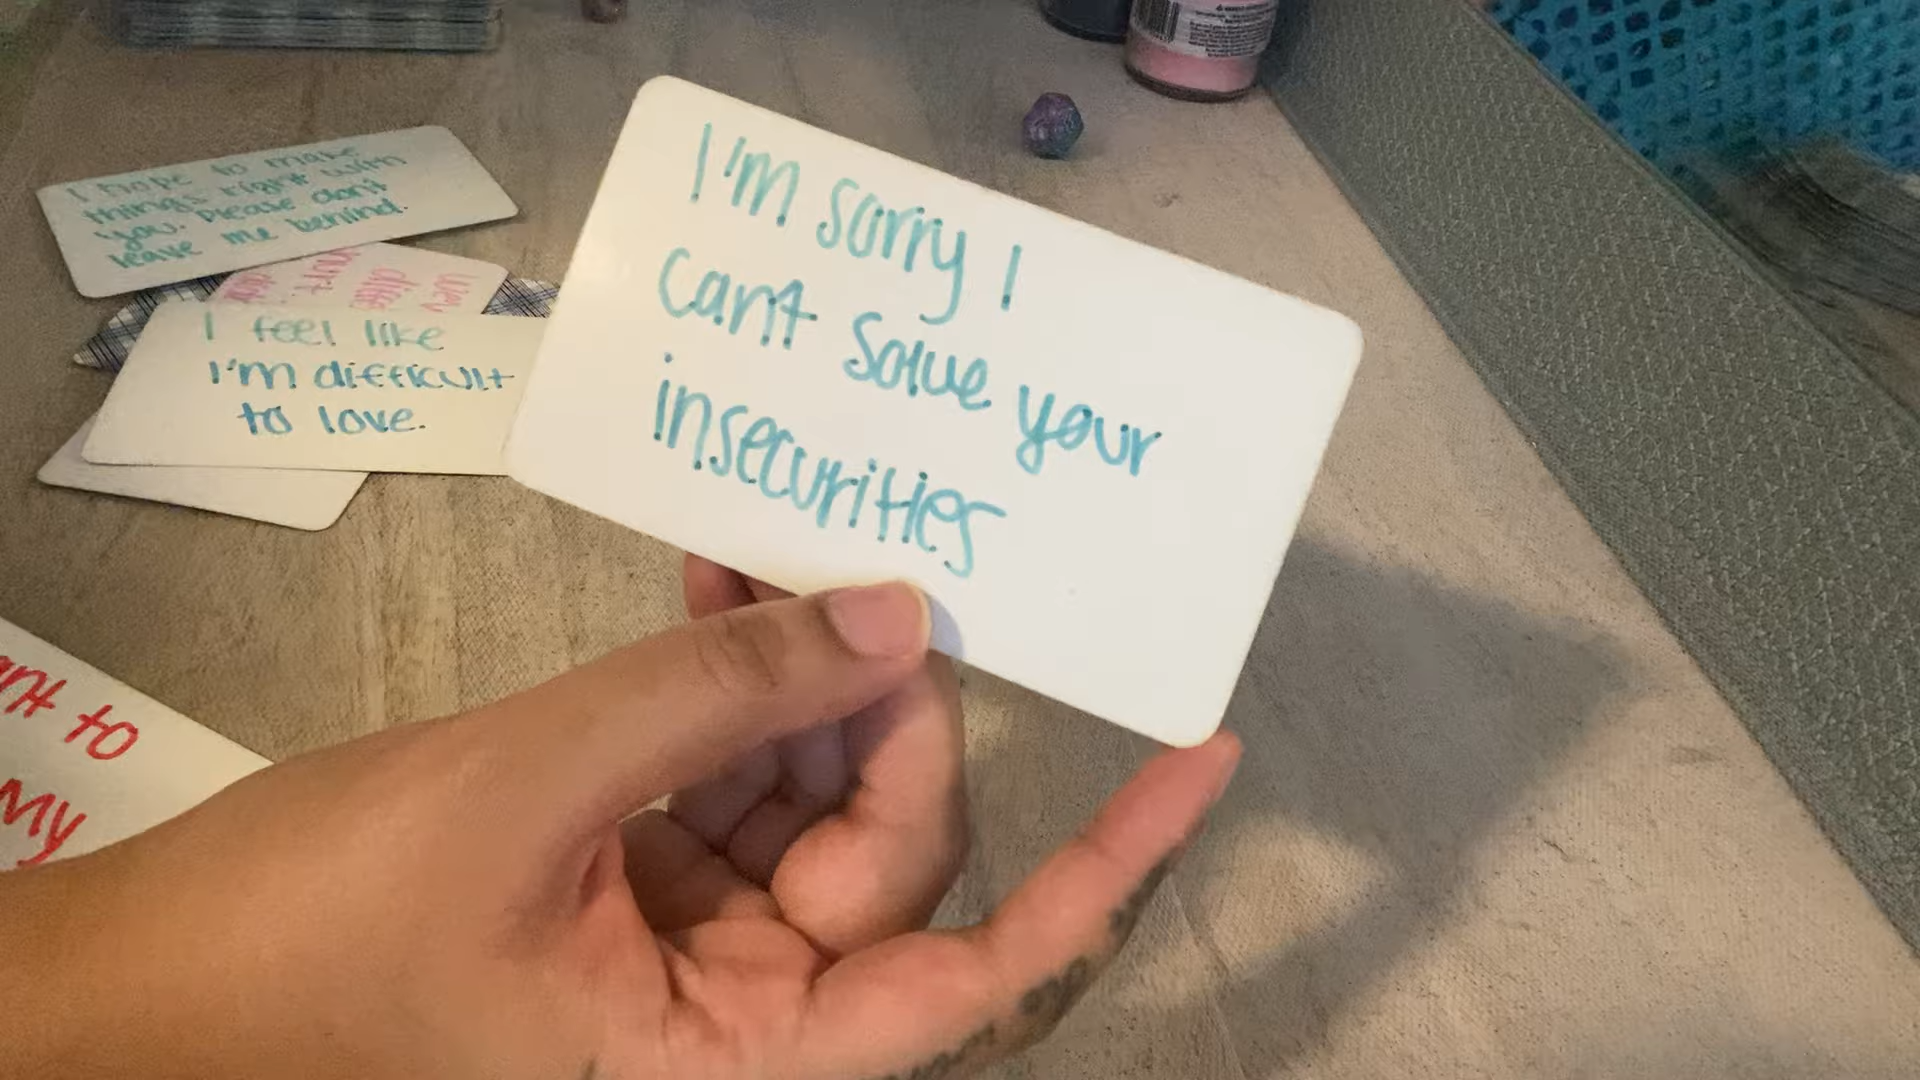 I'm sorry I
can't solve your
insecurities
I hope to make
things right with
you. Please don't
leave me behind.
I feel like
I'm difficult
to love.
ant to
My